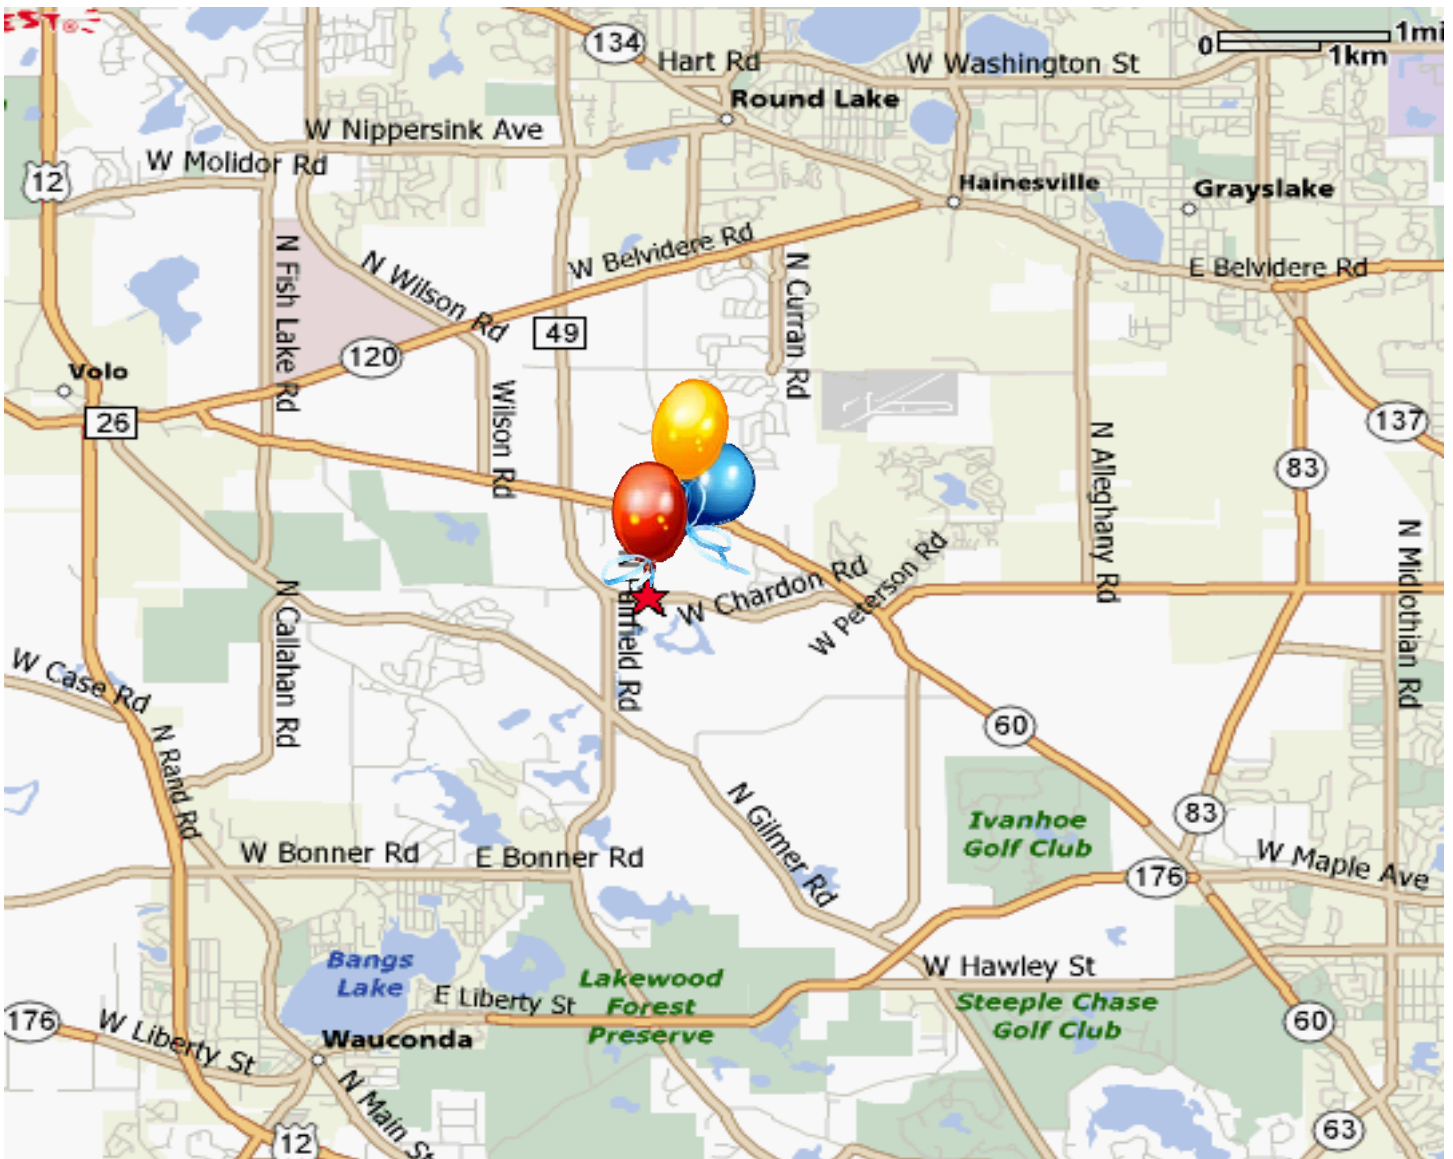 EST®
134
Hart Rd
W Washington St
0
1mi
1km
Round Lake
W Nippersink Ave
W Molidor Rd
12
Hainesville
Grayslake
N Fish Lake Rd
N Wilson Rd
W Belvidere Rd
N Curran Rd
E Belvidere Rd
49
120
Volo
26
Wilson Rd
137
83
N Alleghany Rd
N Midlothian Rd
W Chardon Rd
W Peterson Rd
N Callahan Rd
Rd
W Case Rd
N Rand Rd
60
N Gilmer Rd
83
Ivanhoe
Golf Club
W Bonner Rd
E Bonner Rd
176
W Maple Ave
Bangs
Lake
Lakewood
Forest
Preserve
W Hawley St
Steeple Chase
Golf Club
E Liberty St
176
W Liberty St
Wauconda
60
N Main St
12
63